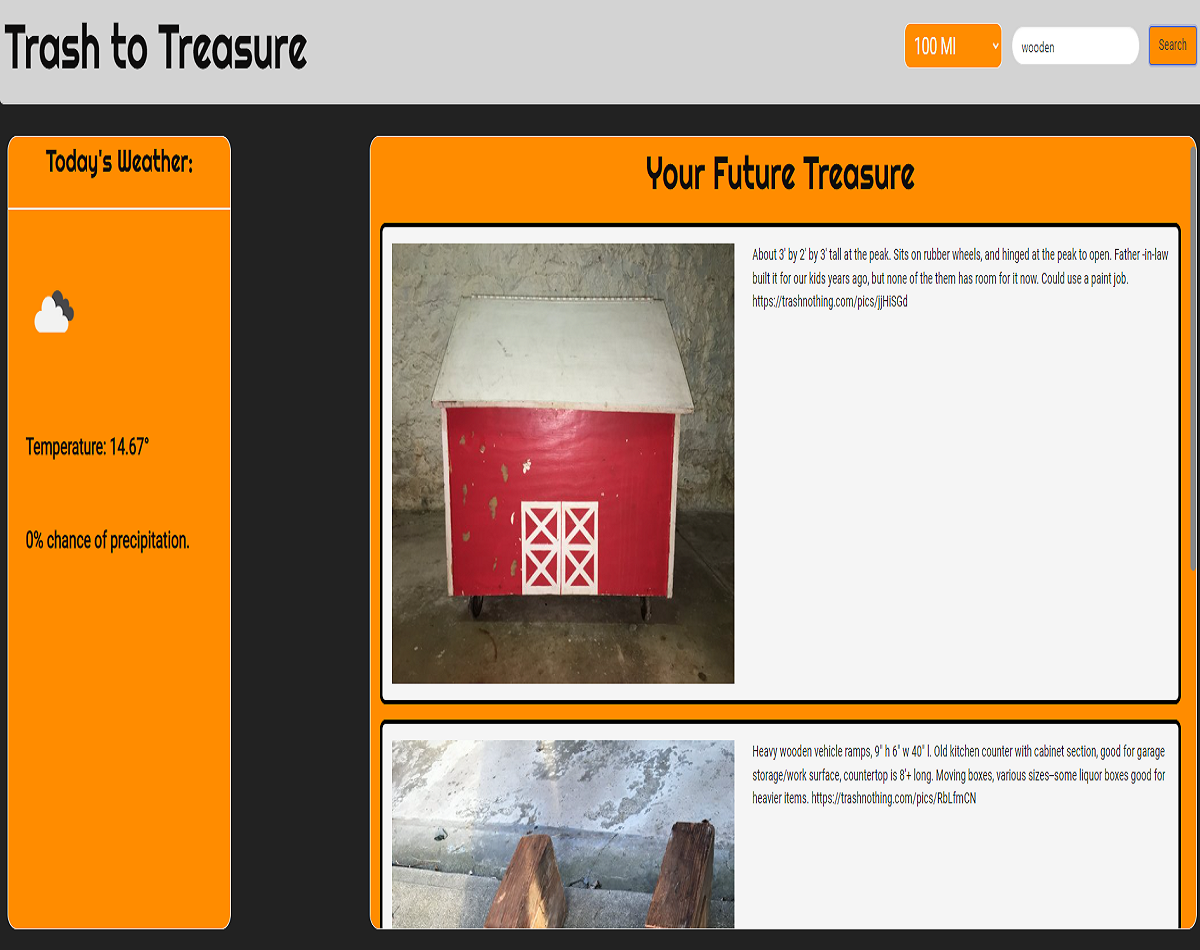 Trash to Treasure
100 MI
wooden
Search
Today's Weather:
Temperature: 14.67°
0% chance of precipitation.
Your Future Treasure
About 3' by 2' by 3' tall at the peak. Sits on rubber wheels, and hinged at the peak to open. Father -in-law
built it for our kids years ago, but none of the them has room for it now. Could use a paint job.
https://trashnothing.com/pics/jjHiSGd
Heavy wooden vehicle ramps, 9" h 6" w 40" l. Old kitchen counter with cabinet section, good for garage
storage/work surface, countertop is 8'+ long. Moving boxes, various sizes--some liquor boxes good for
heavier items. https://trashnothing.com/pics/RbLfmCN